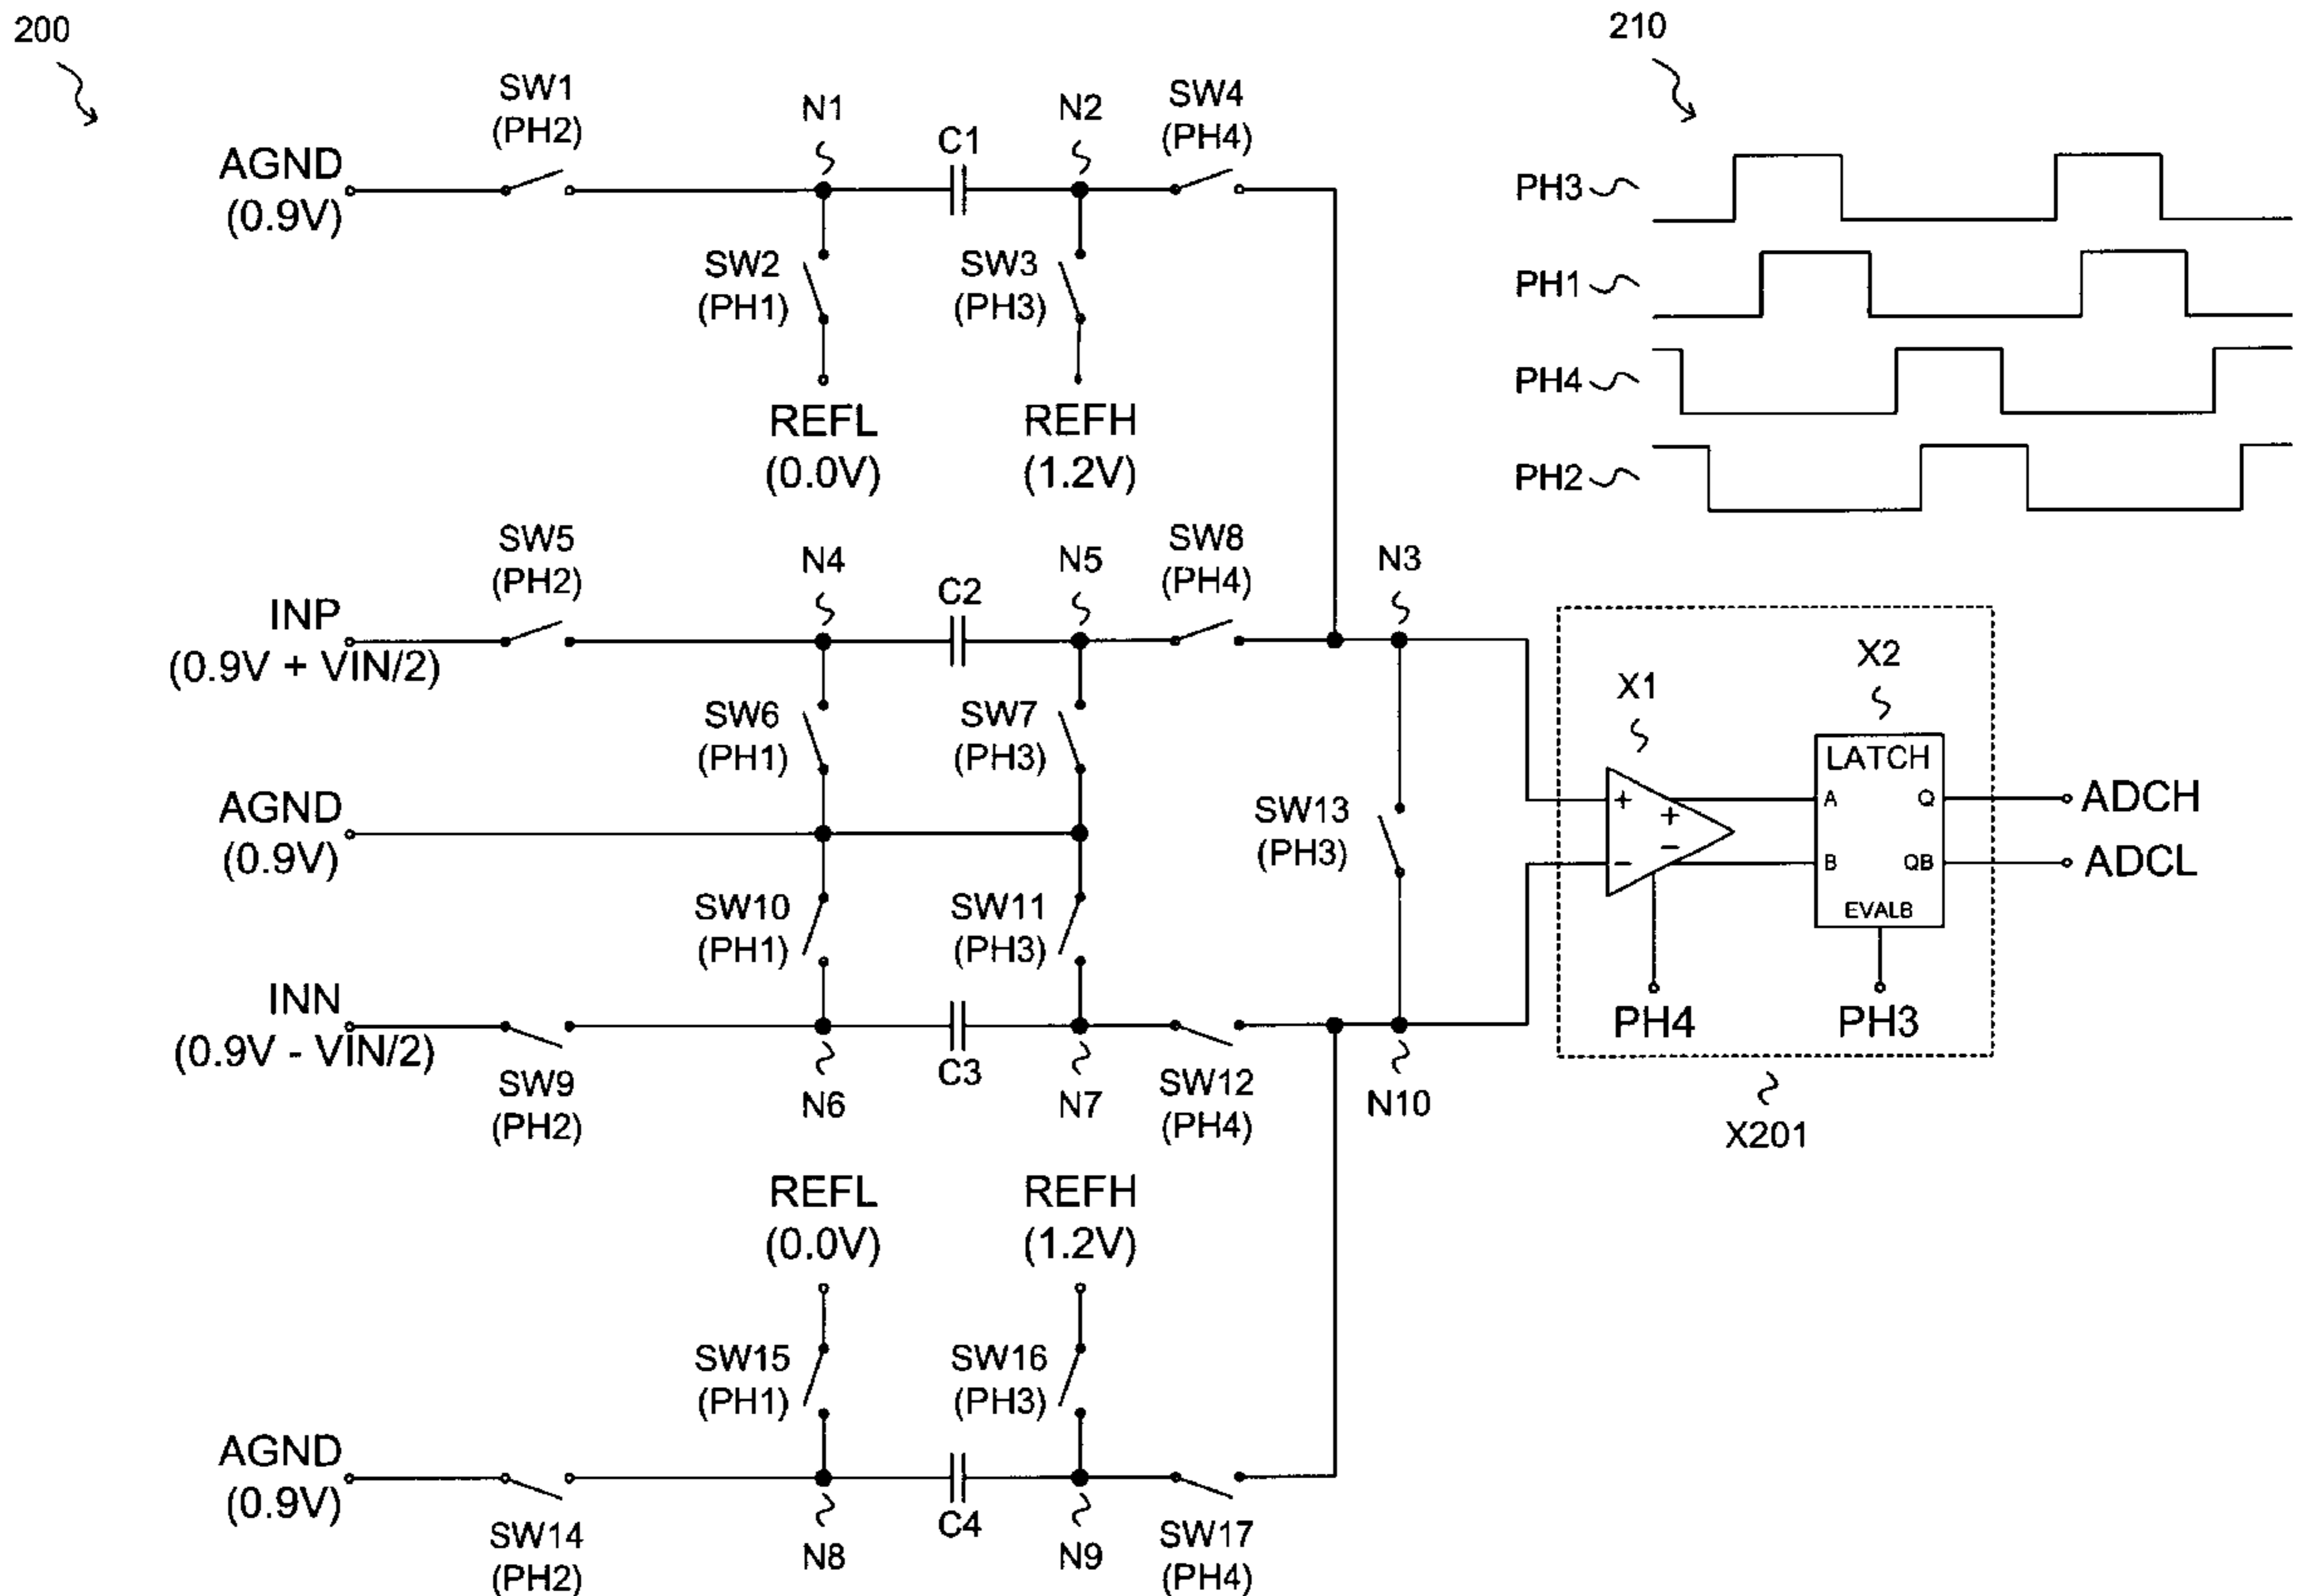 200
210
SW1
(PH2)
N1
C1
N2
SW4
(PH4)
AGND
(0.9V)
SW2
(PH1)
SW3
(PH3)
REFL
(0.0V)
REFH
(1.2V)
PH3
PH1
PH4
PH2
SW5
(PH2)
N4
C2
N5
SW8
(PH4)
N3
INP
(0.9V + VIN/2)
SW6
(PH1)
SW7
(PH3)
X1
X2
AGND
(0.9V)
SW13
(PH3)
+
-
+
-
LATCH
A
Q
B
QB
EVALB
ADCH
ADCL
SW10
(PH1)
SW11
(PH3)
INN
(0.9V - VIN/2)
SW9
(PH2)
N6
C3
N7
SW12
(PH4)
N10
PH4
PH3
X201
REFL
(0.0V)
REFH
(1.2V)
SW15
(PH1)
SW16
(PH3)
AGND
(0.9V)
SW14
(PH2)
N8
C4
N9
SW17
(PH4)